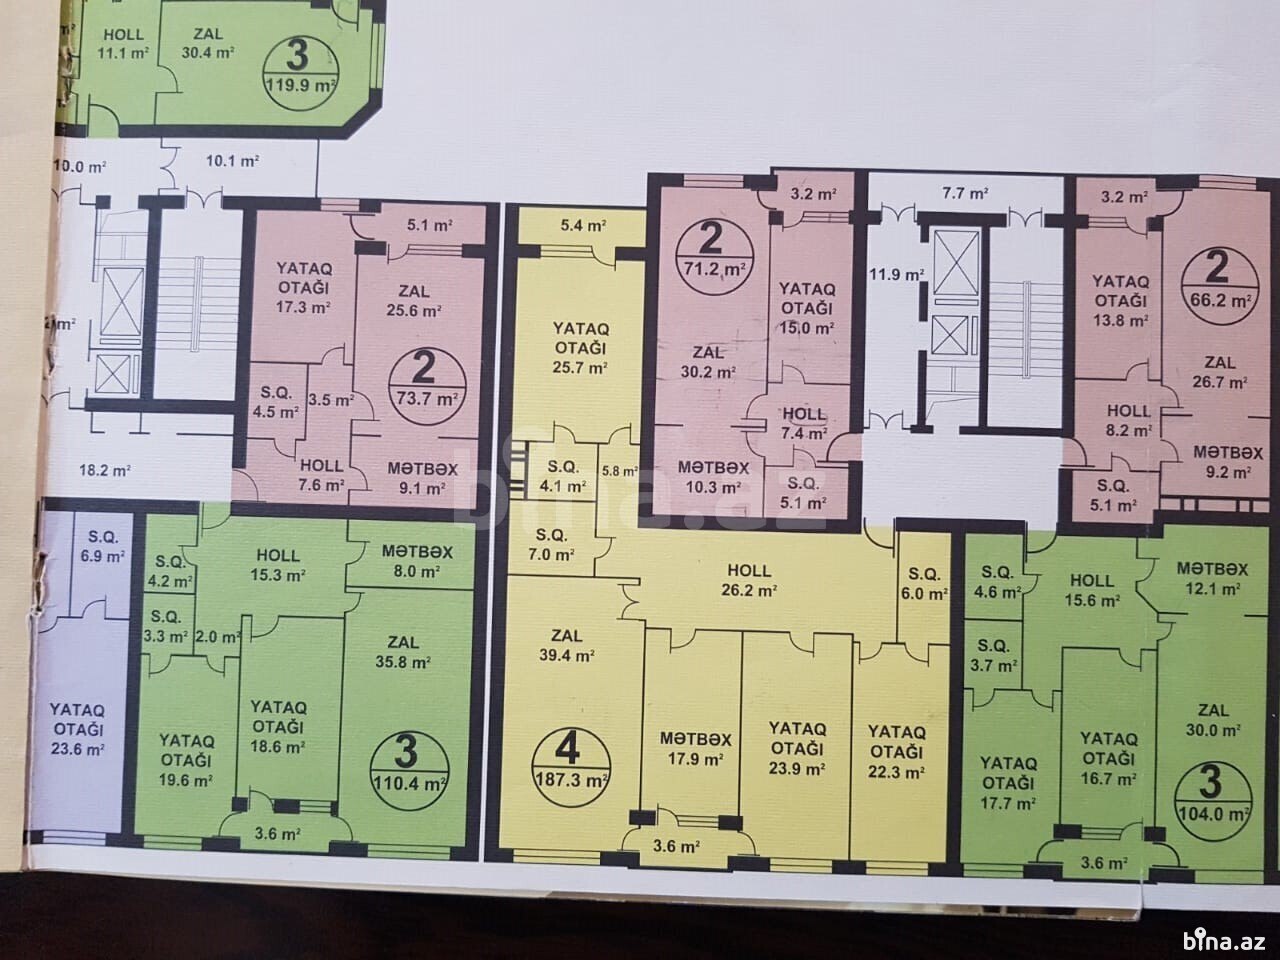 HOLL
11.1 m²
ZAL
30.4 m²
3
119.9 m²
10.0 m²
10.1 m²
18.2 m²
YATAQ
OTAĞI
17.3 m²
5.1 m²
ZAL
25.6 m²
2
73.7 m²
S.Q.
4.5 m²
3.5 m²
HOLL
7.6 m²
MƏTBƏX
9.1 m²
5.4 m²
YATAQ
OTAĞI
25.7 m²
S.Q.
4.1 m²
5.8 m²
S.Q.
7.0 m²
2
71.2 m²
3.2 m²
YATAQ
OTAĞI
15.0 m²
ZAL
30.2 m²
HOLL
7.4 m²
MƏTBƏX
10.3 m²
S.Q.
5.1 m²
7.7 m²
11.9 m²
3.2 m²
YATAQ
OTAĞI
13.8 m²
2
66.2 m²
ZAL
26.7 m²
HOLL
8.2 m²
MƏTBƏX
9.2 m²
S.Q.
5.1 m²
bina.az
S.Q.
6.9 m²
YATAQ
OTAĞI
23.6 m²
S.Q.
4.2 m²
S.Q.
3.3 m²
2.0 m²
HOLL
15.3 m²
MƏTBƏX
8.0 m²
ZAL
35.8 m²
YATAQ
OTAĞI
18.6 m²
YATAQ
OTAĞI
19.6 m²
3
110.4 m²
3.6 m²
HOLL
26.2 m²
S.Q.
6.0 m²
ZAL
39.4 m²
4
187.3 m²
MƏTBƏX
17.9 m²
YATAQ
OTAĞI
23.9 m²
YATAQ
OTAĞI
22.3 m²
3.6 m²
S.Q.
4.6 m²
HOLL
15.6 m²
MƏTBƏX
12.1 m²
S.Q.
3.7 m²
ZAL
30.0 m²
YATAQ
OTAĞI
16.7 m²
YATAQ
OTAĞI
17.7 m²
3
104.0 m²
3.6 m²
bina.az